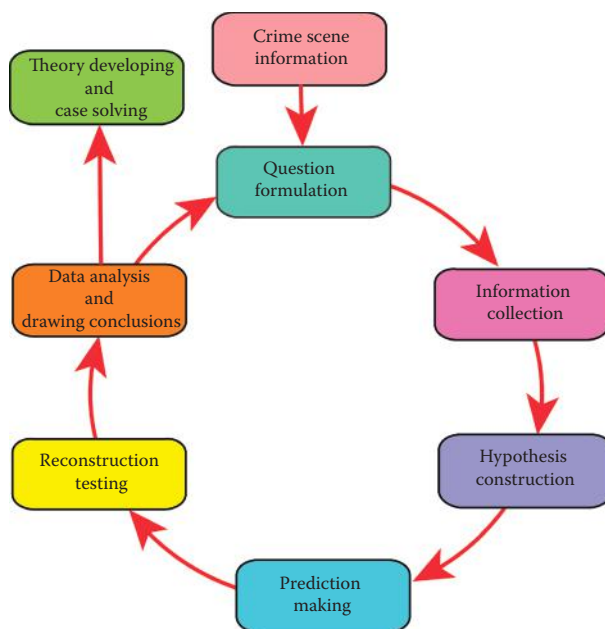 Crime scene
information
Theory developing
and
case solving
Question
formulation
Data analysis
and
drawing conclusions
Information
collection
Reconstruction
testing
Hypothesis
construction
Prediction
making